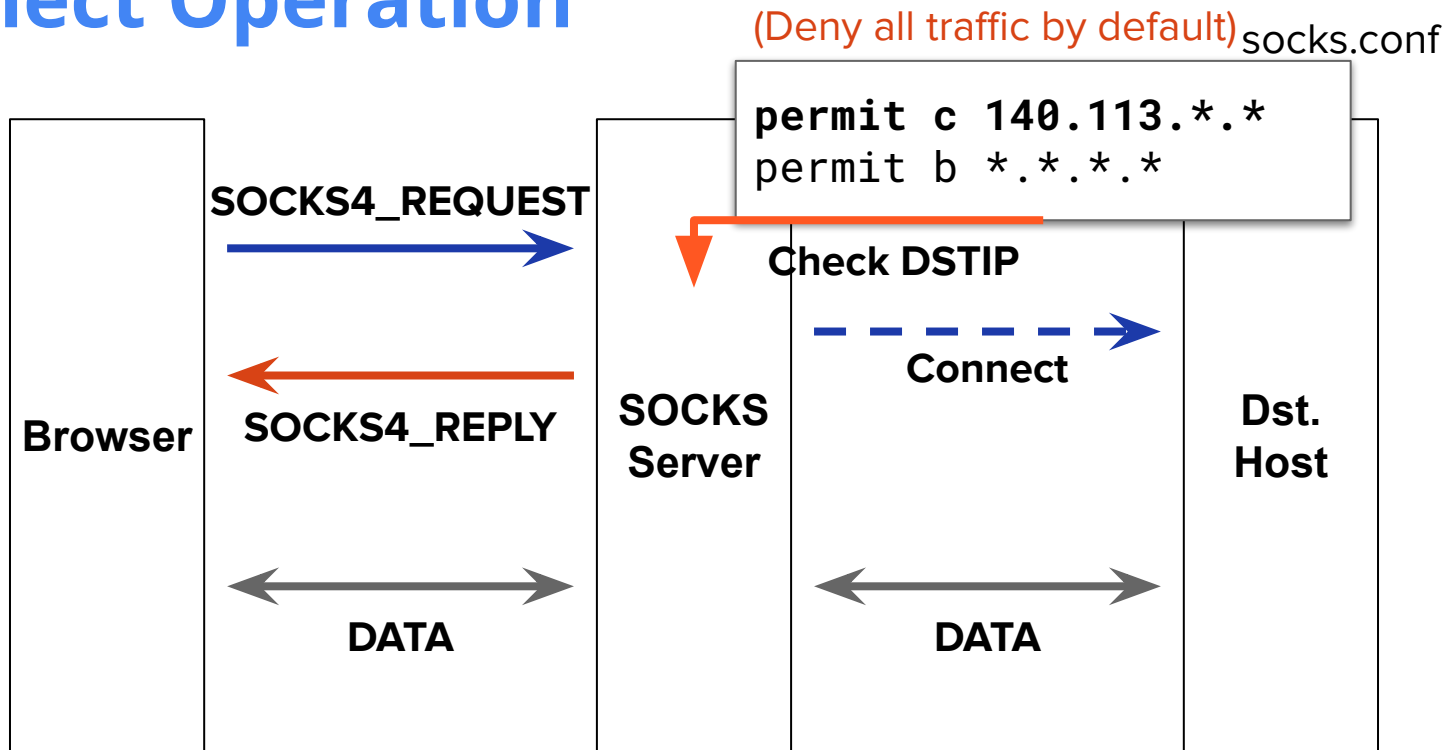 lect Operation
(Deny all traffic by default) socks.conf
permit c 140.113.*.*
permit b *.*.*.*
SOCKS4_REQUEST
Check DSTIP
Connect
SOCKS4_REPLY
Browser
SOCKS
Server
Dst.
Host
DATA
DATA